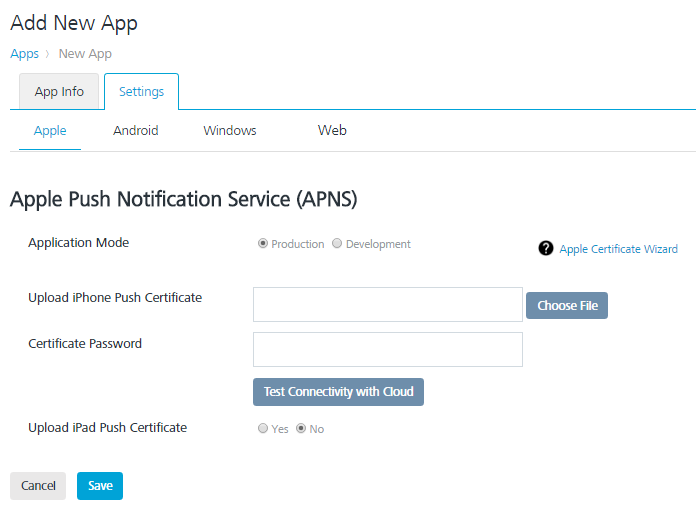 Add New App
Apps 〉 New App
App Info Settings
Apple Android Windows Web
Apple Push Notification Service (APNS)
Application Mode Production Development ? Apple Certificate Wizard
Upload iPhone Push Certificate Choose File
Certificate Password
Test Connectivity with Cloud
Upload iPad Push Certificate Yes No
Cancel Save